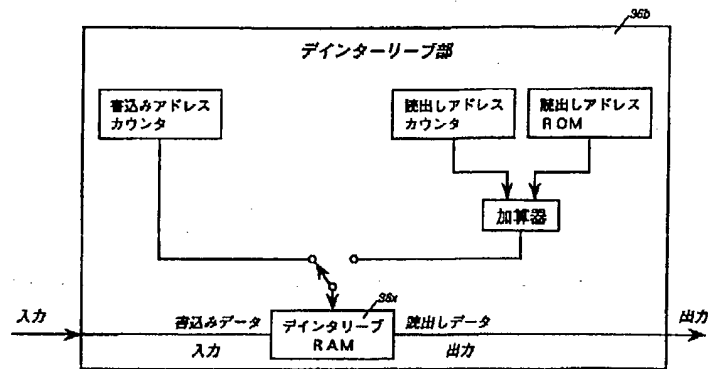 36b
デインターリーブ部
書込みアドレス
カウンタ
読出しアドレス
カウンタ
読出しアドレス
ROM
加算器
入力
書込みデータ
入力
36a
デインタリーブ
RAM
読出しデータ
出力
出力